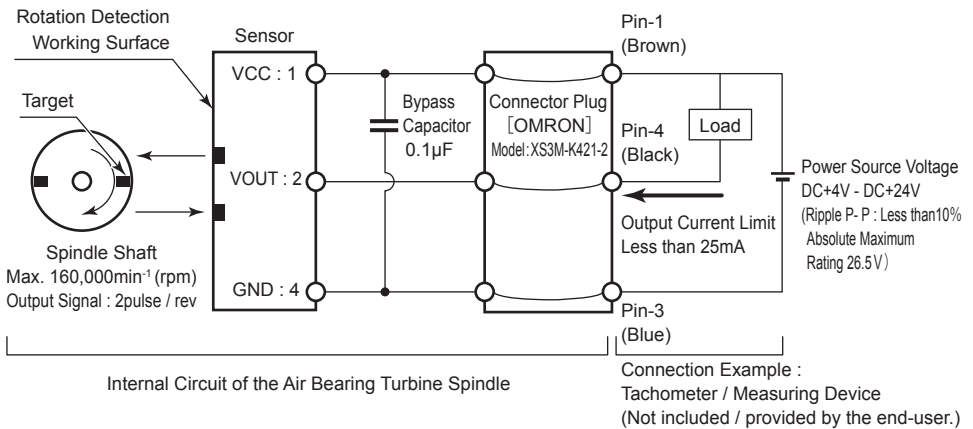 Rotation Detection
Working Surface
Target
Spindle Shaft
Max. 160,000min-1 (rpm)
Output Signal : 2pulse / rev
Sensor
VCC : 1
VOUT : 2
GND : 4
Bypass
Capacitor
0.1µF
Connector Plug
[OMRON]
Model:XS3M-K421-2
Pin-1
(Brown)
Pin-4
(Black)
Load
Output Current Limit
Less than 25mA
Pin-3
(Blue)
Power Source Voltage
DC+4V - DC+24V
(Ripple P- P : Less than10%
Absolute Maximum
Rating 26.5V)
Internal Circuit of the Air Bearing Turbine Spindle
Connection Example :
Tachometer / Measuring Device
(Not included / provided by the end-user.)